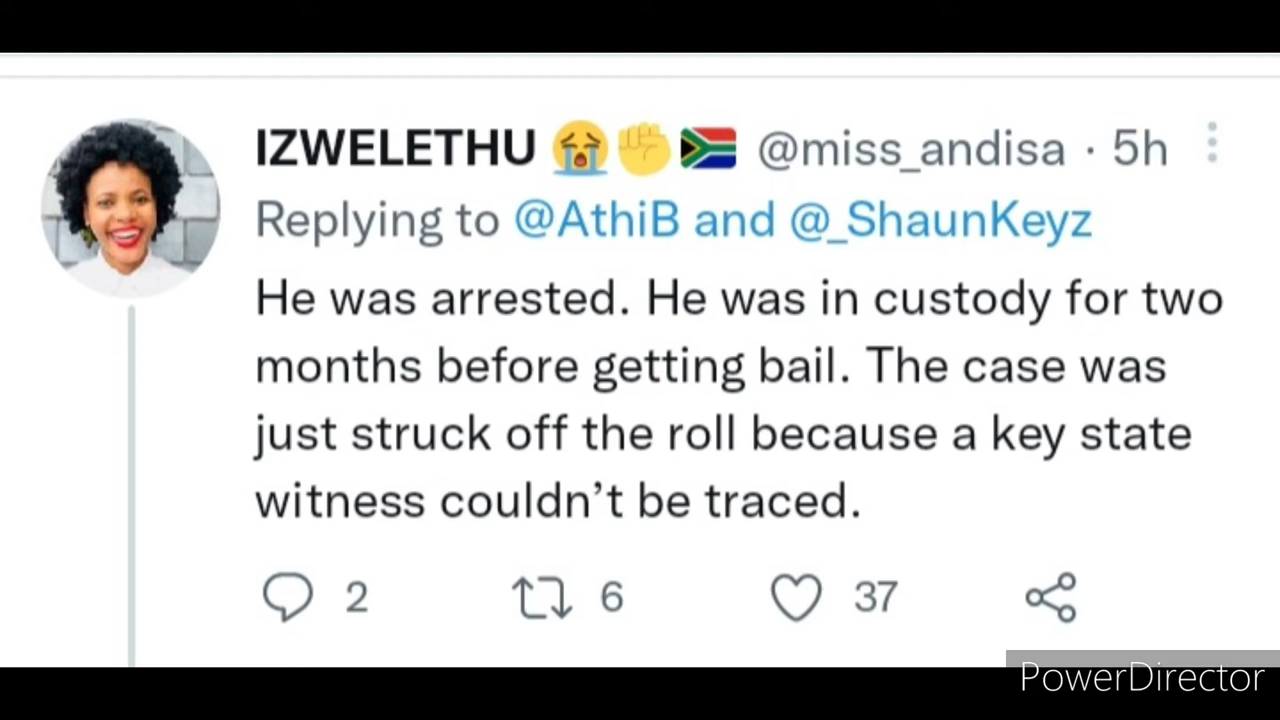 IZWELETHU 😭✊🇿🇦 @miss_andisa · 5h
Replying to @AthiB and @_ShaunKeyz
He was arrested. He was in custody for two
months before getting bail. The case was
just struck off the roll because a key state
witness couldn’t be traced.
2 6 37
PowerDirector